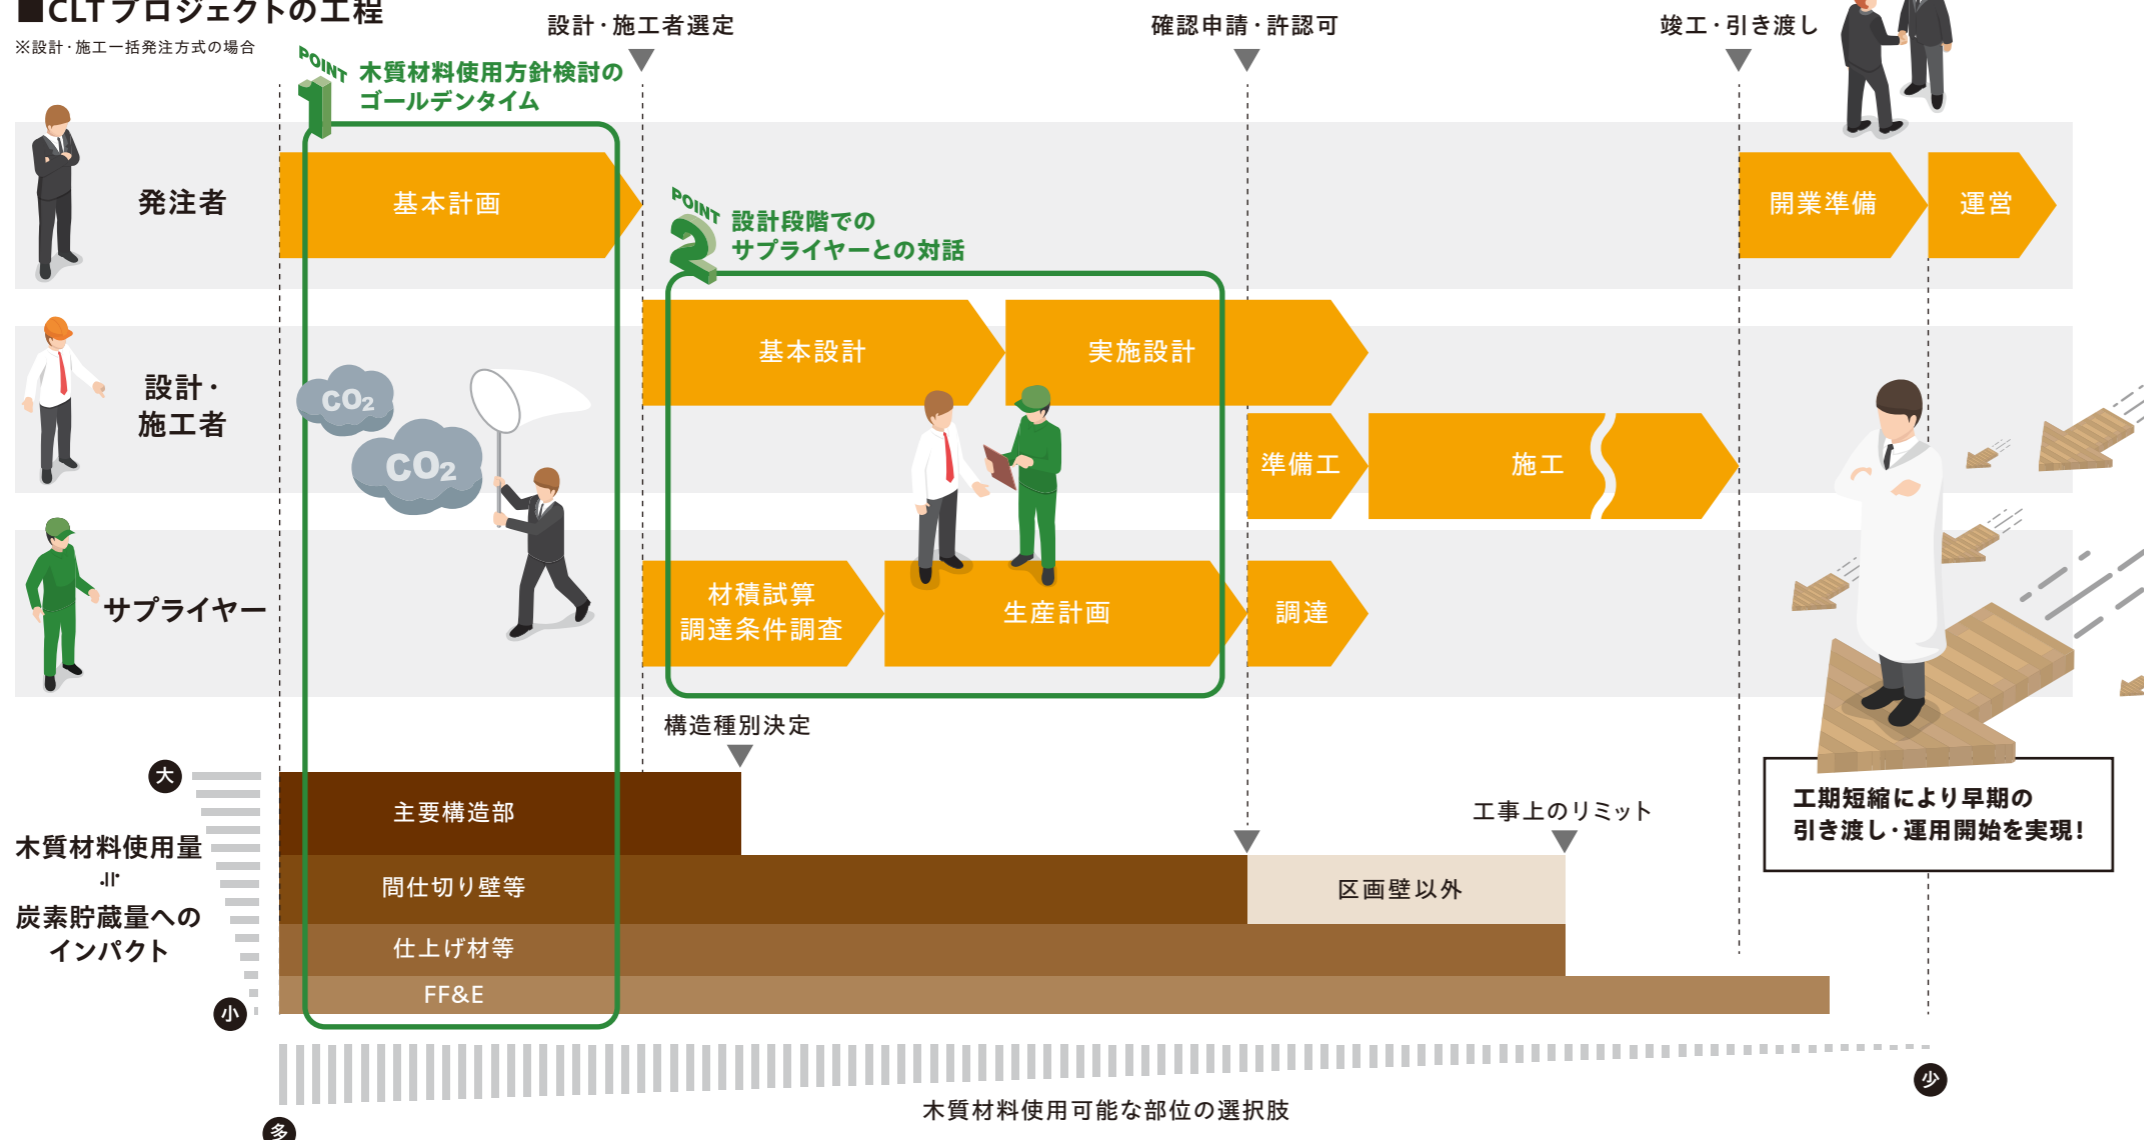 ■CLTプロジェクトの工程
※設計・施工一括発注方式の場合
設計・施工者選定
確認申請・許認可
竣工・引き渡し
POINT
1
木質材料使用方針検討の
ゴールデンタイム
発注者
基本計画
開業準備
運営
POINT
2
設計段階での
サプライヤーとの対話
設計・
施工者
基本設計
実施設計
CO2
CO2
準備工
施工
サプライヤー
材積試算
調達条件調査
生産計画
調達
構造種別決定
大
主要構造部
工事上のリミット
工期短縮により早期の
引き渡し・運用開始を実現!
木質材料使用量
=
炭素貯蔵量への
インパクト
間仕切り壁等
区画壁以外
仕上げ材等
FF&E
小
少
木質材料使用可能な部位の選択肢
多